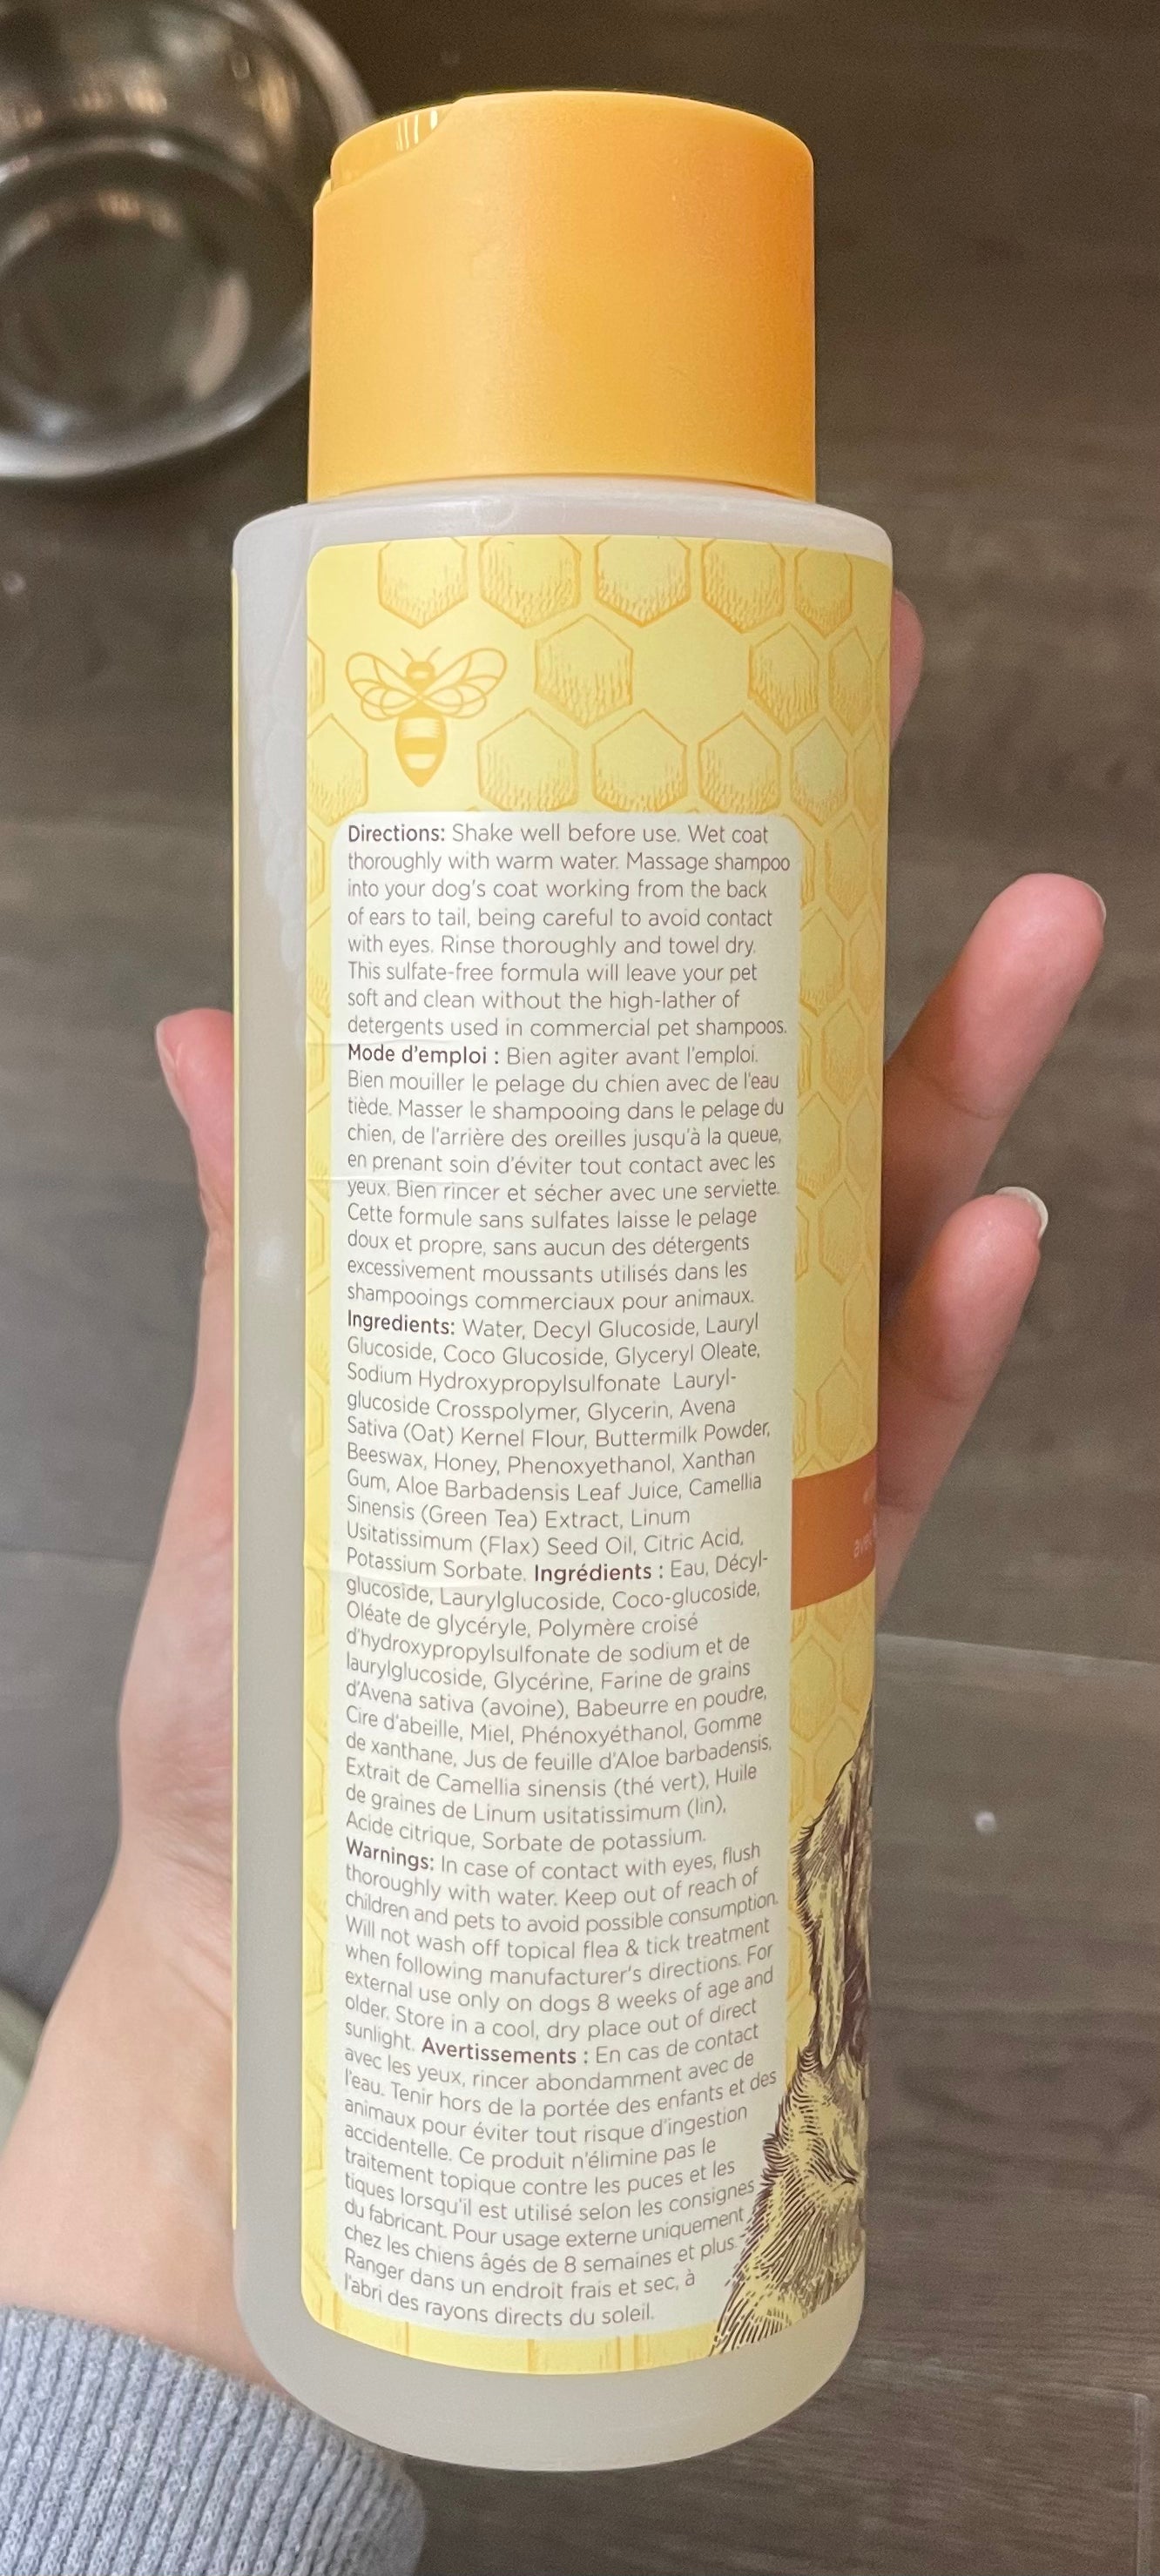 Directions: Shake well before use. Wet coat
thoroughly with warm water. Massage shampoo
into your dog's coat working from the back
of ears to tail, being careful to avoid contact
with eyes. Rinse thoroughly and towel dry.
This sulfate-free formula will leave your pet
soft and clean without the high-lather of
detergents used in commercial pet shampoos.
Mode d'emploi : Bien agiter avant l'emploi.
Bien mouiller le pelage du chien avec de l'eau
tiède. Masser le shampooing dans le pelage du
chien, de l'arrière des oreilles jusqu'à la queue,
en prenant soin d'éviter tout contact avec les
yeux. Bien rincer et sécher avec une serviette.
Cette formule sans sulfates laisse le pelage
doux et propre, sans aucun des détergents
excessivement moussants utilisés dans les
shampooings commerciaux pour animaux.
Ingredients: Water, Decyl Glucoside, Lauryl
Glucoside, Coco Glucoside, Glyceryl Oleate,
Sodium Hydroxypropylsulfonate Lauryl-
glucoside Crosspolymer, Glycerin, Avena
Sativa (Oat) Kernel Flour, Buttermilk Powder,
Beeswax, Honey, Phenoxyethanol, Xanthan
Gum, Aloe Barbadensis Leaf Juice, Camellia
Sinensis (Green Tea) Extract, Linum
Usitatissimum (Flax) Seed Oil, Citric Acid,
Potassium Sorbate. Ingrédients : Eau, Décyl-
glucoside, Laurylglucoside, Coco-glucoside,
Oléate de glycéryle, Polymère croisé
d'hydroxypropylsulfonate de sodium et de
laurylglucoside, Glycérine, Farine de grains
d'Avena sativa (avoine), Babeurre en poudre,
Cire d'abeille, Miel, Phénoxyéthanol, Gomme
de xanthane, Jus de feuille d'Aloe barbadensis,
Extrait de Camellia sinensis (thé vert), Huile
de graines de Linum usitatissimum (lin),
Acide citrique, Sorbate de potassium.
Warnings: In case of contact with eyes, flush
thoroughly with water. Keep out of reach of
children and pets to avoid possible consumption.
Will not wash off topical flea & tick treatment
when following manufacturer's directions. For
external use only on dogs 8 weeks of age and
older. Store in a cool, dry place out of direct
sunlight. Avertissements : En cas de contact
avec les yeux, rincer abondamment avec de
l'eau. Tenir hors de la portée des enfants et des
animaux pour éviter tout risque d'ingestion
accidentelle. Ce produit n'élimine pas le
traitement topique contre les puces et les
tiques lorsqu'il est utilisé selon les consignes
du fabricant. Pour usage externe uniquement
chez les chiens âgés de 8 semaines et plus.
Ranger dans un endroit frais et sec, à
l'abri des rayons directs du soleil.